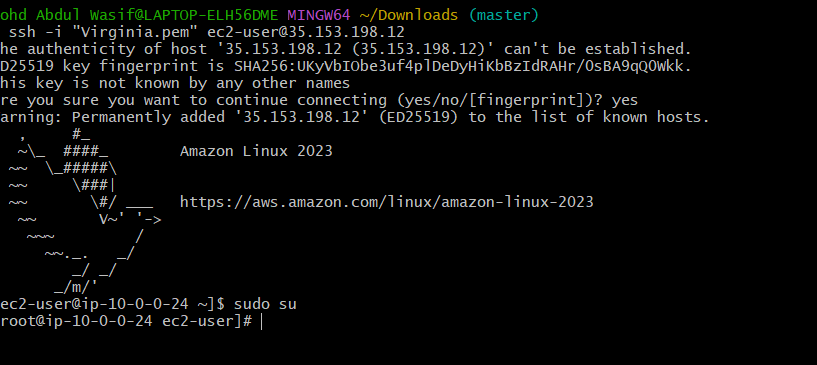 ohd Abdul Wasif@LAPTOP-ELH56DME MINGW64 ~/Downloads (master)
 ssh -i "Virginia.pem" ec2-user@35.153.198.12
he authenticity of host '35.153.198.12 (35.153.198.12)' can't be established.
D25519 key fingerprint is SHA256:UKyVbIObe3uf4plDeDyHiKbBzIdRAHr/OsBA9qQOWkk.
his key is not known by any other names
re you sure you want to continue connecting (yes/no/[fingerprint])? yes
arning: Permanently added '35.153.198.12' (ED25519) to the list of known hosts.
  ,     #_
  ~\_  ####_        Amazon Linux 2023
 ~~  \_#####\
 ~~     \###|
 ~~       \#/ ___   https://aws.amazon.com/linux/amazon-linux-2023
  ~~       V~' '->
   ~~~         /
     ~~._.   _/
        _/ _/
      _/m/'
ec2-user@ip-10-0-0-24 ~]$ sudo su
root@ip-10-0-0-24 ec2-user]#